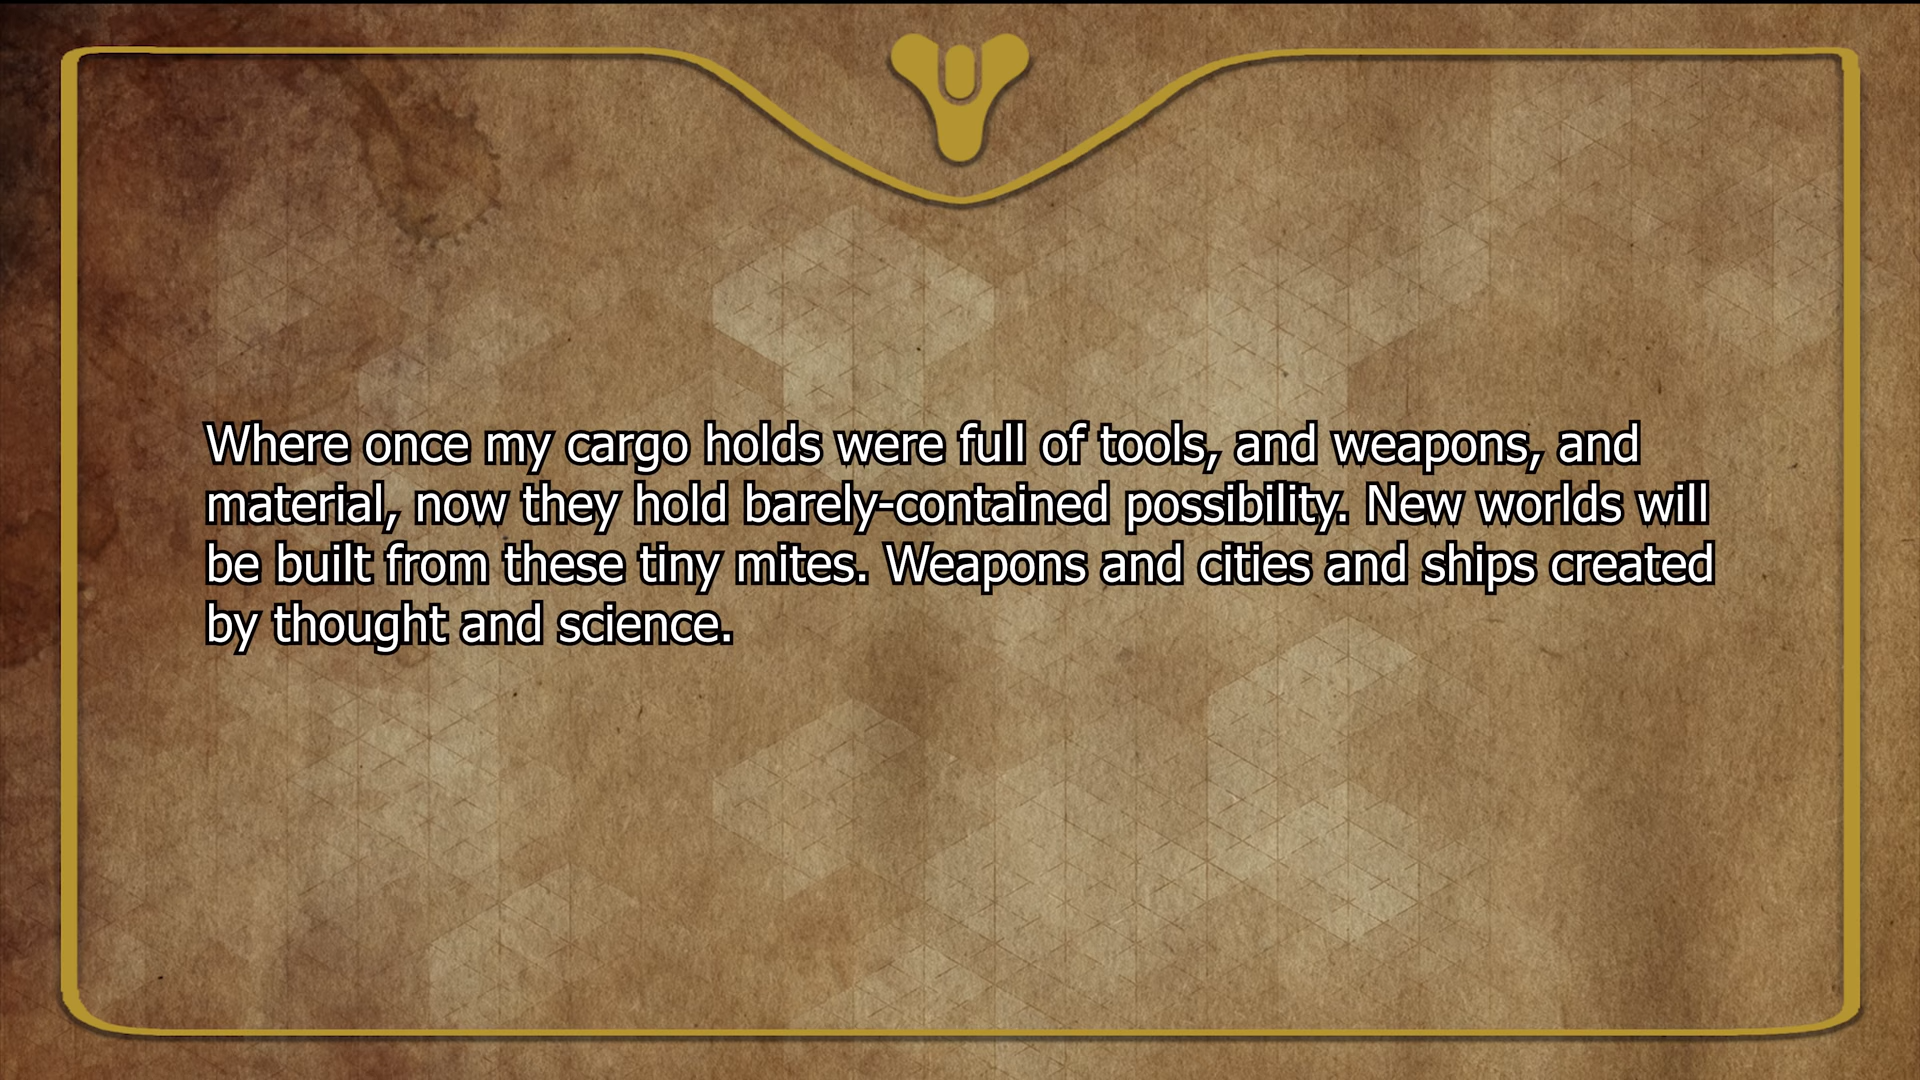 Where once my cargo holds were full of tools, and weapons, and
material, now they hold barely-contained possibility. New worlds will
be built from these tiny mites. Weapons and cities and ships created
by thought and science.